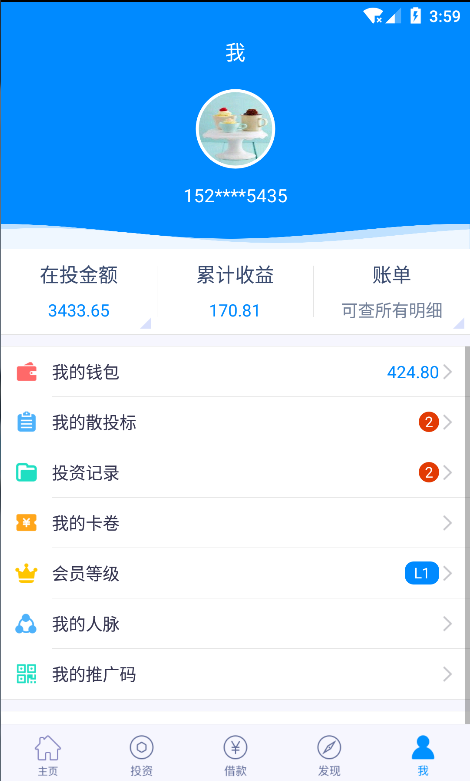 3:59
我
152****5435
在投金额 累计收益 账单
3433.65 170.81 可查所有明细
我的钱包 424.80
我的散投标 2
投资记录 2
¥ 我的卡卷
会员等级 L1
我的人脉
我的推广码
¥
主页 投资 借款 发现 我